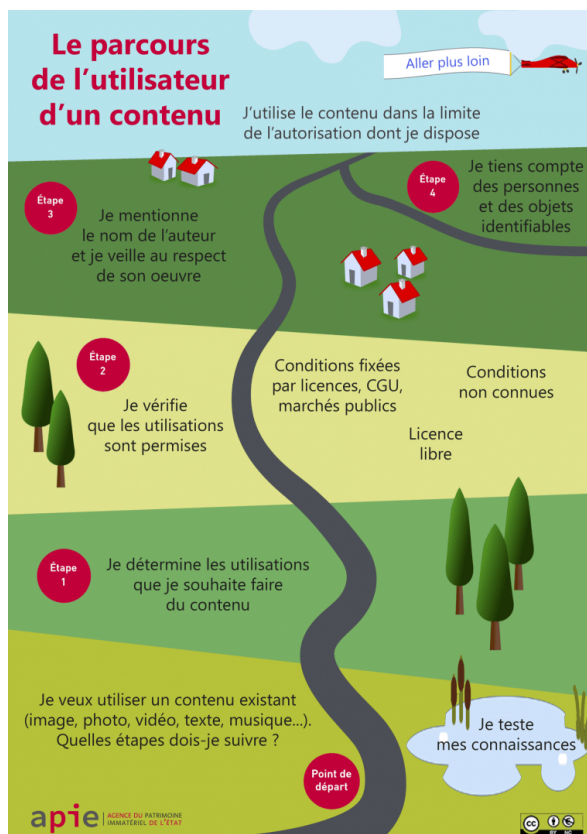 Le parcours
de l'utilisateur
d'un contenu
Aller plus loin
J'utilise le contenu dans la limite
de l'autorisation dont je dispose
Étape
4
Je tiens compte
des personnes
et des objets
identifiables
Étape
3
Je mentionne
le nom de l'auteur
et je veille au respect
de son oeuvre
Étape
2
Je vérifie
que les utilisations
sont permises
Conditions fixées
par licences, CGU,
marchés publics
Conditions
non connues
Licence
libre
Étape
1
Je détermine les utilisations
que je souhaite faire
du contenu
Je veux utiliser un contenu existant
(image, photo, vidéo, texte, musique...).
Quelles étapes dois-je suivre ?
Je teste
mes connaissances
Point de
départ
apie
AGENCE DU PATRIMOINE
IMMATÉRIEL DE L'ÉTAT
cc